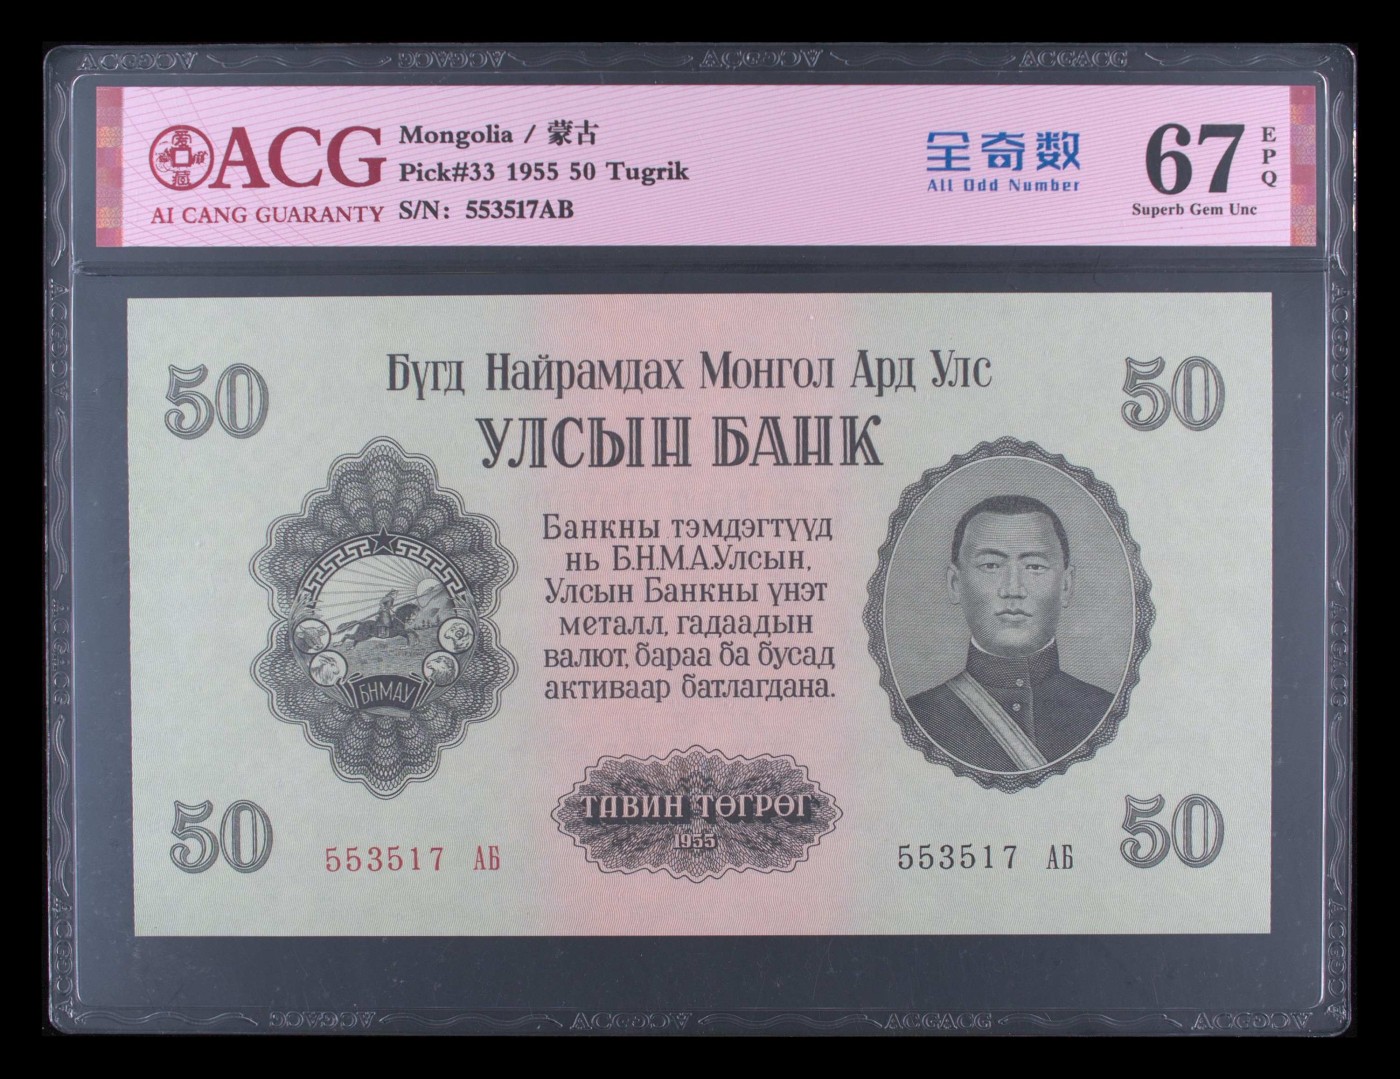 ACG
AI CANG GUARANTY
Mongolia / 蒙古
Pick#33 1955 50 Tugrik
S/N: 553517AB
全奇数
All Odd Number
67
EPQ
Superb Gem Unc
50
Бүгд Найрамдах Монгол Ард Улс
50
УЛСЫН БАНК
Банкны тэмдэгтүүд
нь Б.Н.М.А.Улсын,
Улсын Банкны үнэт
металл, гадаадын
валют, бараа ба бусад
активаар батлагдана.
БНМАУ
ТАВИН ТӨГРӨГ
1955
50
553517 АБ
553517 АБ
50